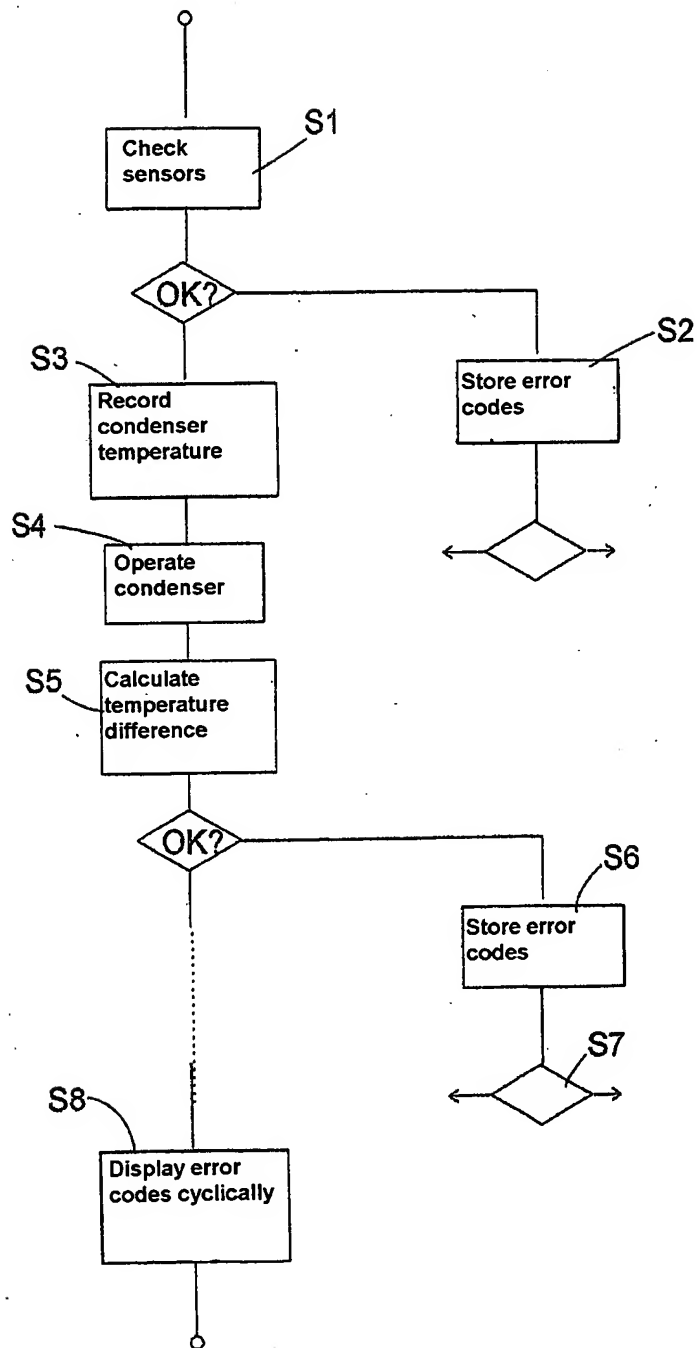 S1
Check
sensors
OK?
S2
Store error
codes
S3
Record
condenser
temperature
S4
Operate
condenser
S5
Calculate
temperature
difference
OK?
S6
Store error
codes
S7
S8
Display error
codes cyclically